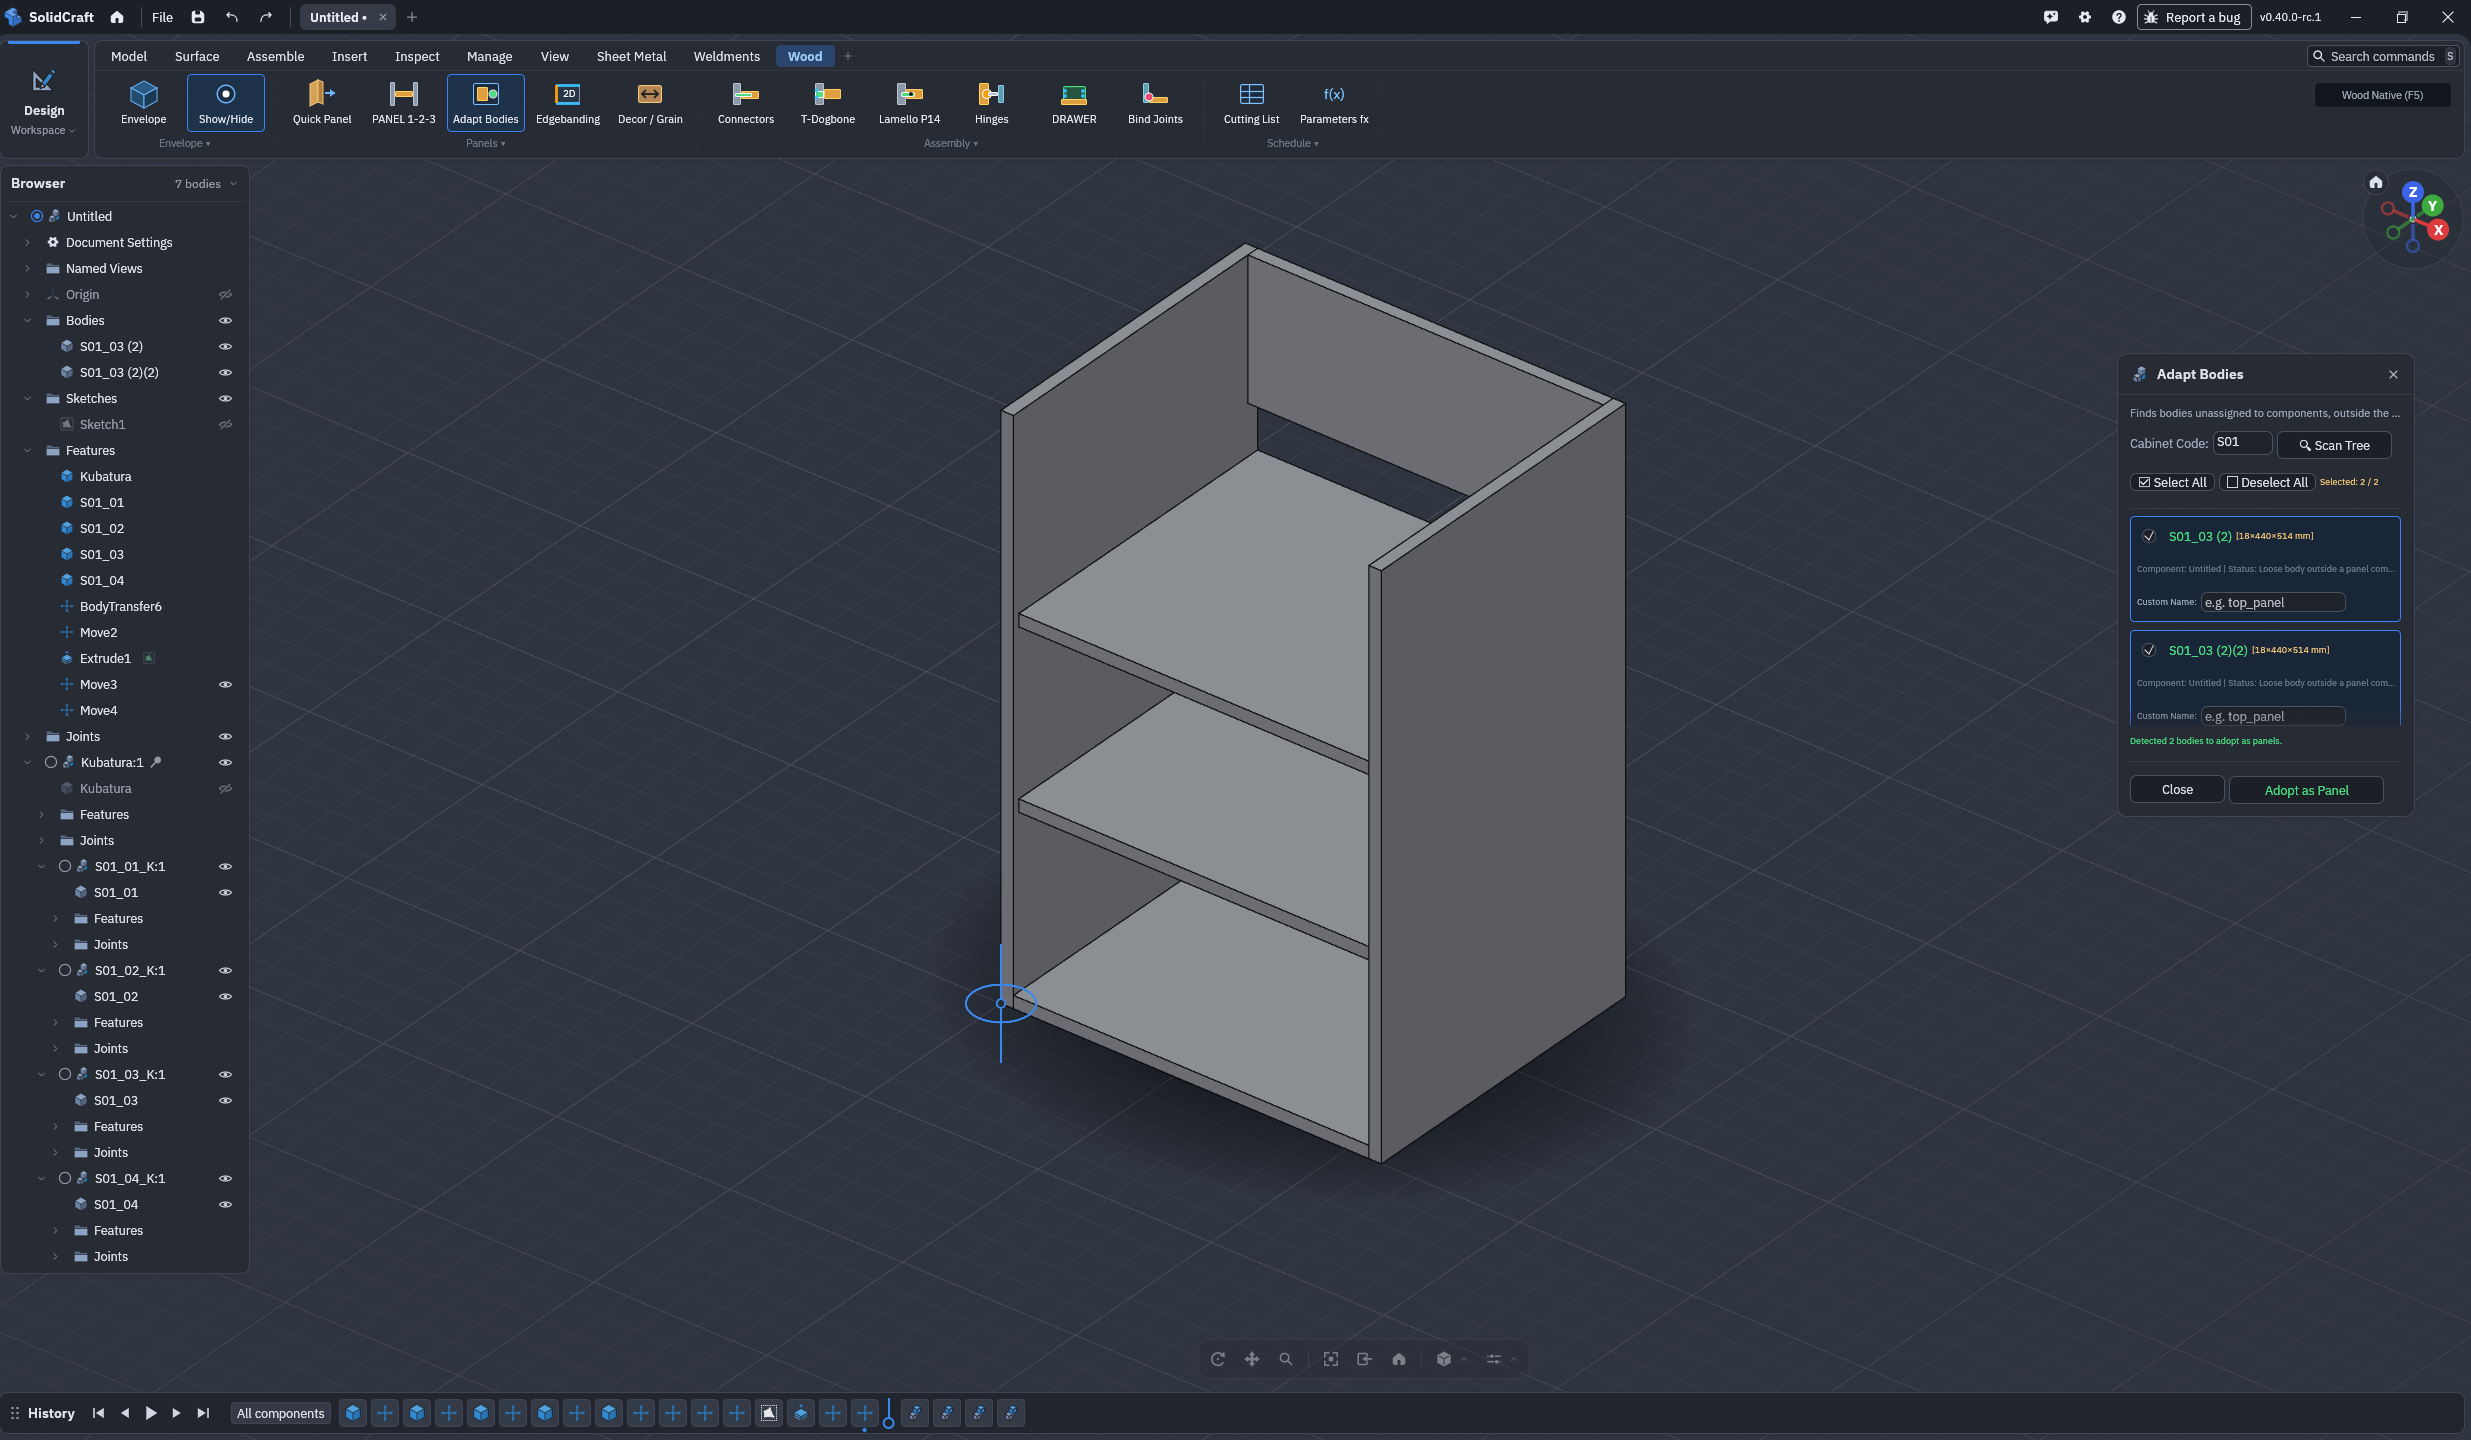 SolidCraft
File
Untitled •
Report a bug
v0.40.0-rc.1
Design
Workspace
Model
Surface
Assemble
Insert
Inspect
Manage
View
Sheet Metal
Weldments
Wood
Search commands
S
Envelope
Show/Hide
Quick Panel
PANEL 1-2-3
Adapt Bodies
2D
Edgebanding
Decor / Grain
Connectors
T-Dogbone
Lamello P14
Hinges
DRAWER
Bind Joints
Cutting List
f(x)
Parameters fx
Wood Native (F5)
Envelope ▾
Panels ▾
Assembly ▾
Schedule ▾
Browser
7 bodies
Untitled
Document Settings
Named Views
Origin
Bodies
S01_03 (2)
S01_03 (2)(2)
Sketches
Sketch1
Features
Kubatura
S01_01
S01_02
S01_03
S01_04
BodyTransfer6
Move2
Extrude1
Move3
Move4
Joints
Kubatura:1
Kubatura
Features
Joints
S01_01_K:1
S01_01
Features
Joints
S01_02_K:1
S01_02
Features
Joints
S01_03_K:1
S01_03
Features
Joints
S01_04_K:1
S01_04
Features
Joints
Z
Y
X
Adapt Bodies
Finds bodies unassigned to components, outside the ...
Cabinet Code: S01
Scan Tree
Select All
Deselect All
Selected: 2 / 2
S01_03 (2) [18×440×514 mm]
Component: Untitled | Status: Loose body outside a panel com...
Custom Name: e.g. top_panel
S01_03 (2)(2) [18×440×514 mm]
Component: Untitled | Status: Loose body outside a panel com...
Custom Name: e.g. top_panel
Detected 2 bodies to adopt as panels.
Close
Adopt as Panel
History
All components